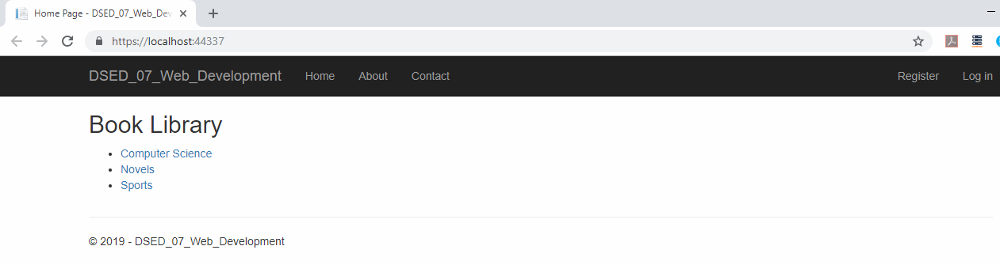 Home Page - DSED_07_Web_Dev
https://localhost:44337
DSED_07_Web_Development Home About Contact Register Log in
Book Library
Computer Science
Novels
Sports
© 2019 - DSED_07_Web_Development